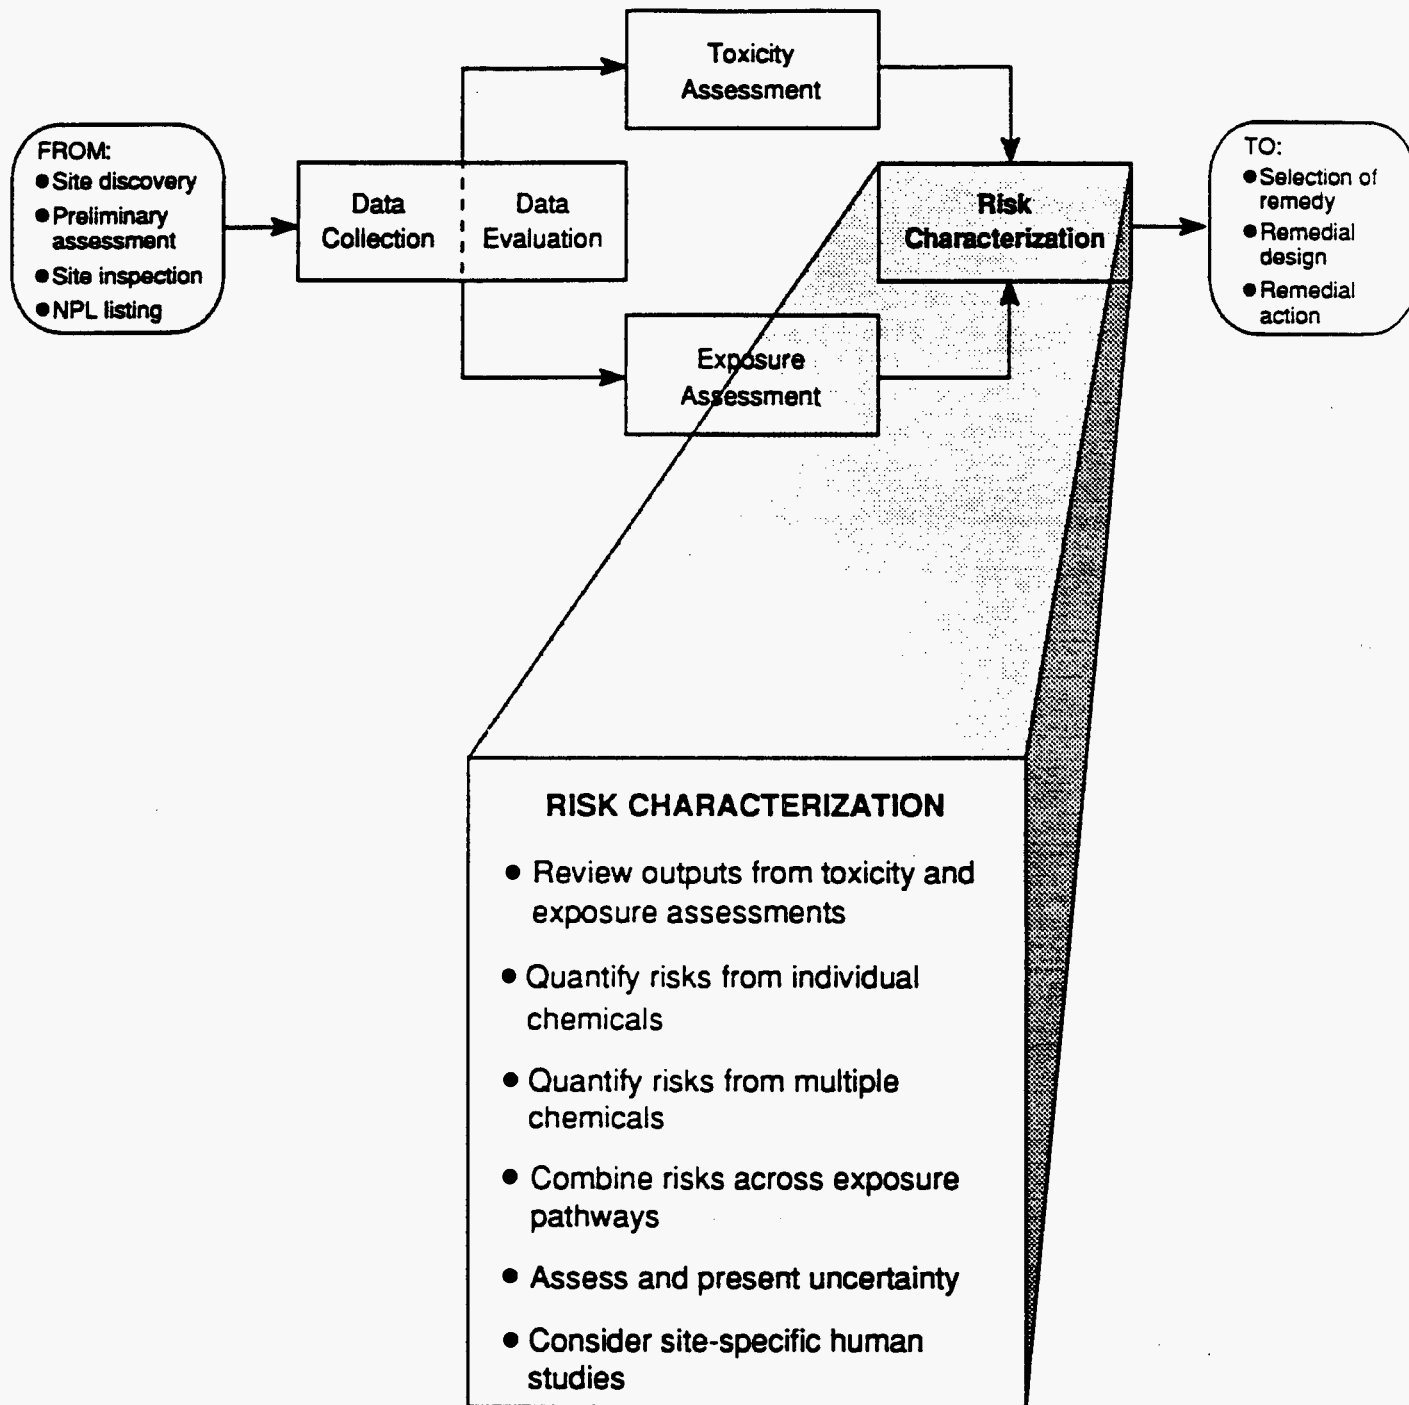 Toxicity
Assessment
FROM:
●Site discovery
●Preliminary
assessment
●Site inspection
●NPL listing
Data
Collection
Data
Evaluation
Risk
Characterization
TO:
●Selection of
remedy
●Remedial
design
●Remedial
action
Exposure
Assessment
RISK CHARACTERIZATION
● Review outputs from toxicity and
exposure assessments
● Quantify risks from individual
chemicals
● Quantify risks from multiple
chemicals
● Combine risks across exposure
pathways
● Assess and present uncertainty
● Consider site-specific human
studies